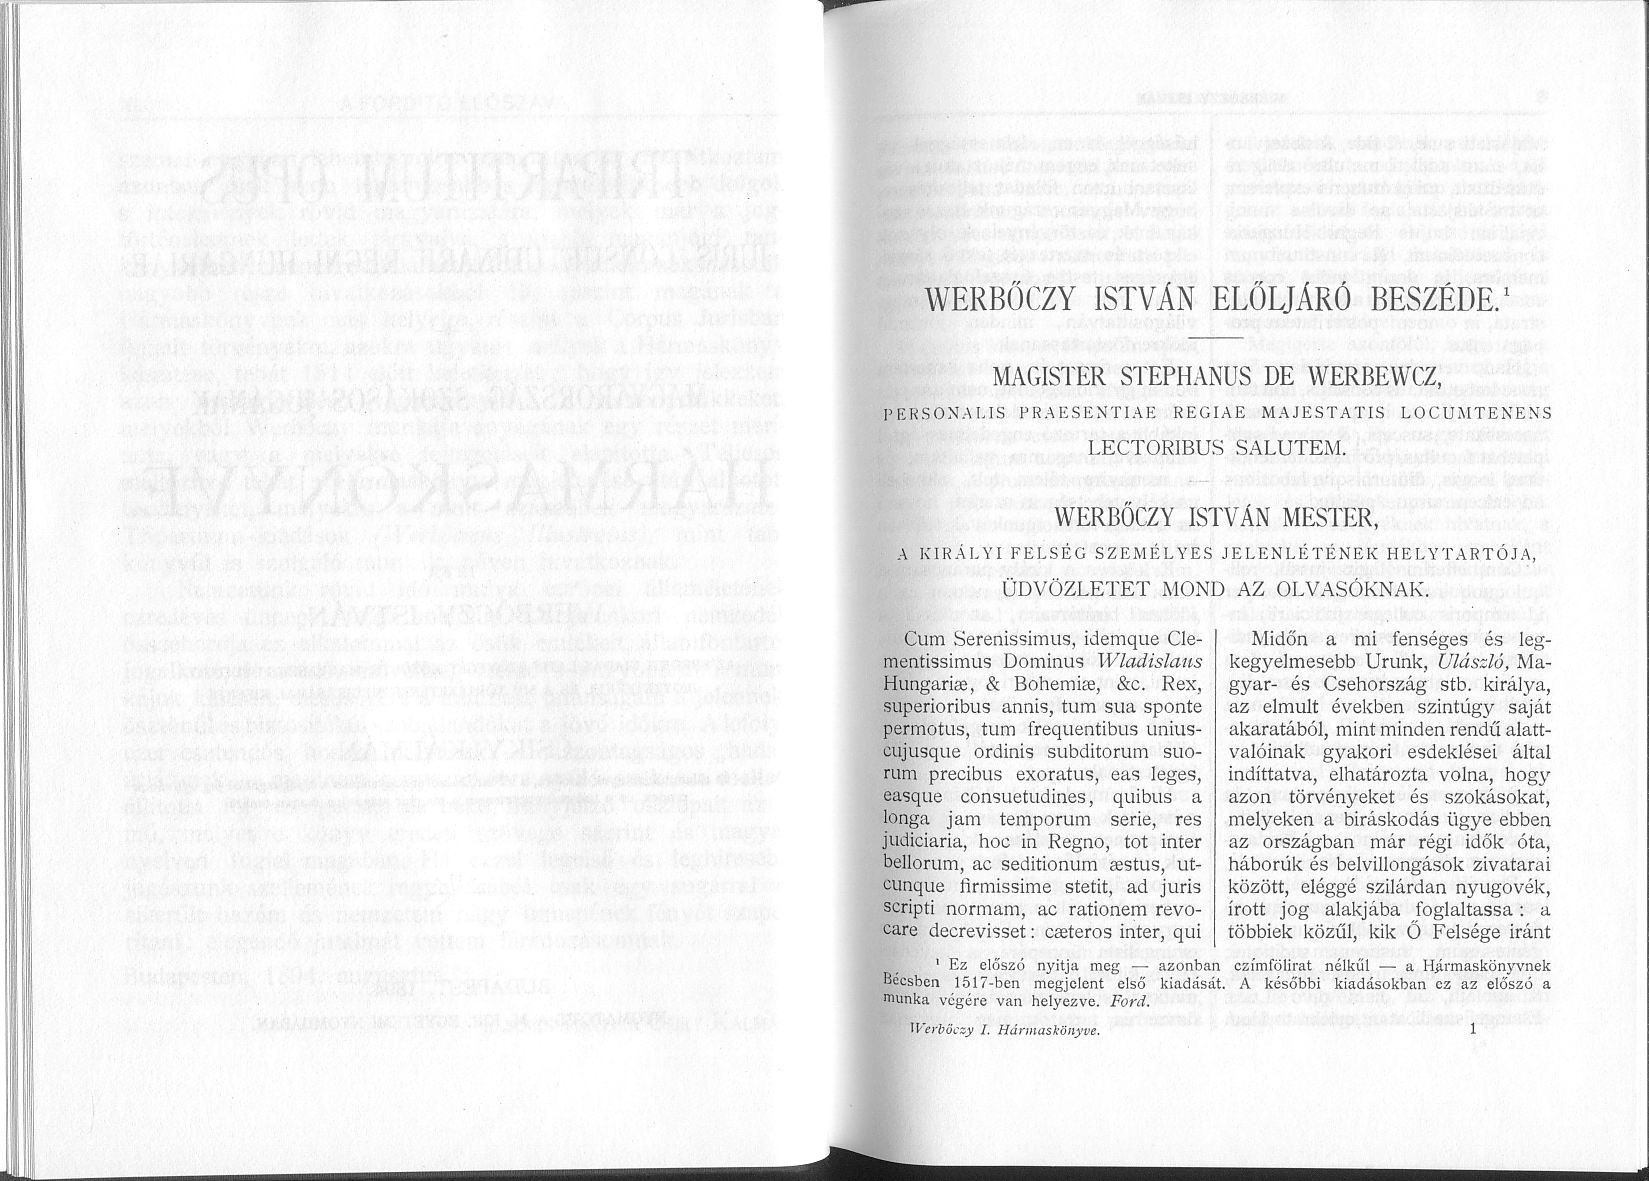 WERBŐCZY ISTVÁN ELŐLJÁRÓ BESZÉDE.¹
MAGISTER STEPHANUS DE WERBEWCZ,
PERSONALIS PRAESENTIAE REGIAE MAJESTATIS LOCUMTENENS
LECTORIBUS SALUTEM.
WERBŐCZY ISTVÁN MESTER,
A KIRÁLYI FELSÉG SZEMÉLYES JELENLÉTÉNEK HELYTARTÓJA,
ÜDVÖZLETET MOND AZ OLVASÓKNAK.
Cum Serenissimus, idemque Cle-
mentissimus Dominus Wladislaus
Hungariæ, & Bohemiæ, &c. Rex,
superioribus annis, tum sua sponte
permotus, tum frequentibus unius-
cujusque ordinis subditorum suo-
rum precibus exoratus, eas leges,
easque consuetudines, quibus a
longa jam temporum serie, res
judiciaria, hoc in Regno, tot inter
bellorum, ac seditionum æstus, ut-
cunque firmissime stetit, ad juris
scripti normam, ac rationem revo-
care decrevisset : cæteros inter, qui
Midőn a mi fenséges és leg-
kegyelmesebb Urunk, Ulászló, Ma-
gyar- és Csehország stb. királya,
az elmult években szintúgy saját
akaratából, mint minden rendű alatt-
valóinak gyakori esdeklései által
indíttatva, elhatározta volna, hogy
azon törvényeket és szokásokat,
melyeken a biráskodás ügye ebben
az országban már régi idők óta,
háborúk és belvillongások zivatarai
között, eléggé szilárdan nyugovék,
írott jog alakjába foglaltassa : a
többiek közűl, kik Ő Felsége iránt
¹ Ez előszó nyitja meg — azonban czímfölirat nélkűl — a Hármaskönyvnek
Bécsben 1517-ben megjelent első kiadását. A későbbi kiadásokban ez az előszó a
munka végére van helyezve. Ford.
Werbőczy I. Hármaskönyve. 1